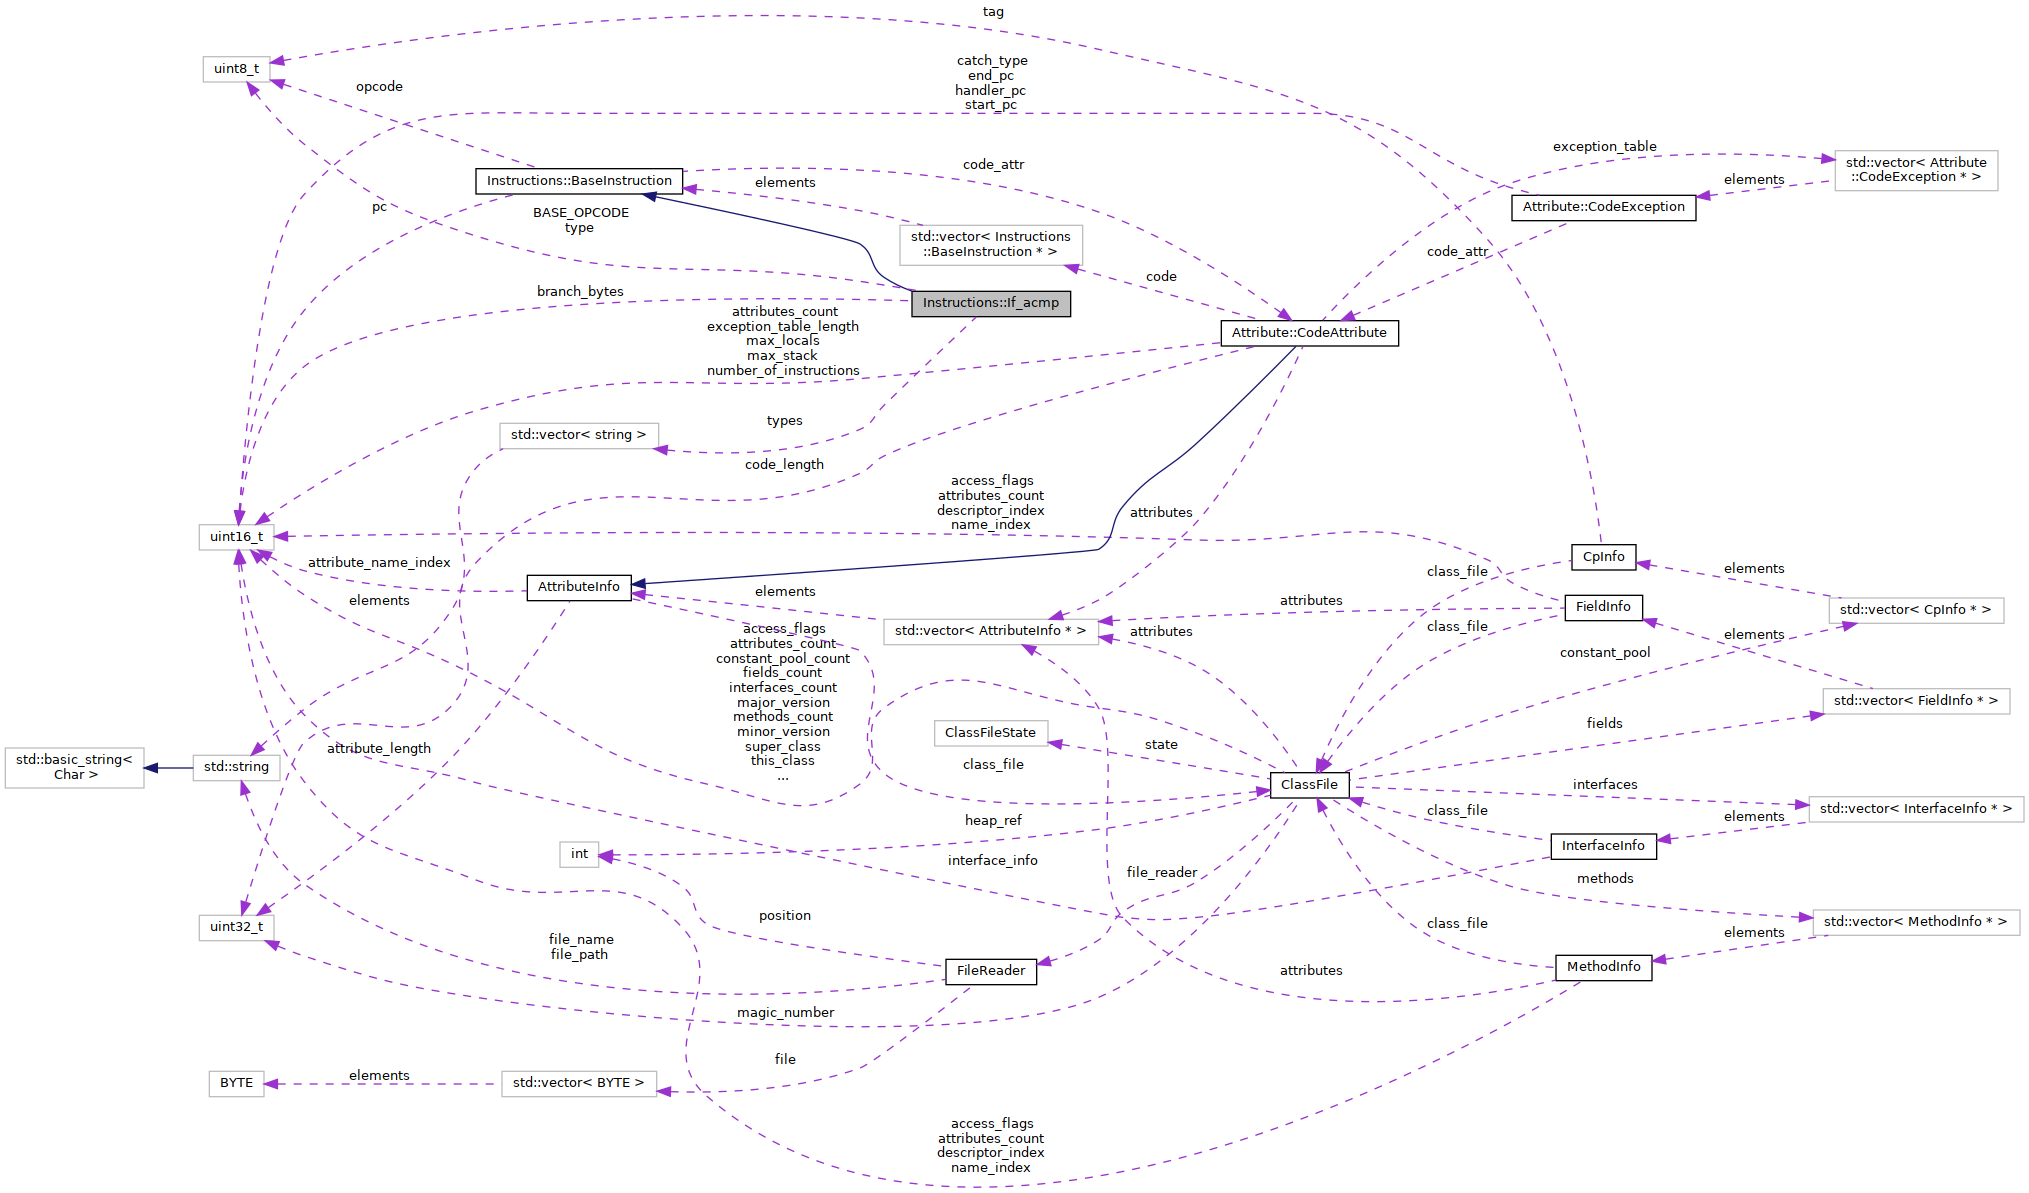 tag
uint8_t
catch_type
end_pc
handler_pc
start_pc
opcode
exception_table
std::vector< Attribute
::CodeException * >
code_attr
Instructions::BaseInstruction
elements
elements
Attribute::CodeException
pc
BASE_OPCODE
type
std::vector< Instructions
::BaseInstruction * >
code_attr
code
branch_bytes
Instructions::If_acmp
attributes_count
exception_table_length
max_locals
max_stack
number_of_instructions
Attribute::CodeAttribute
types
std::vector< string >
code_length
access_flags
attributes_count
descriptor_index
name_index
attributes
uint16_t
attribute_name_index
AttributeInfo
elements
elements
class_file
CpInfo
elements
attributes
FieldInfo
std::vector< CpInfo * >
access_flags
attributes_count
constant_pool_count
fields_count
interfaces_count
major_version
methods_count
minor_version
super_class
this_class
...
std::vector< AttributeInfo * >
attributes
class_file
elements
constant_pool
std::vector< FieldInfo * >
fields
ClassFileState
state
attribute_length
std::basic_string<
Char >
std::string
class_file
ClassFile
interfaces
std::vector< InterfaceInfo * >
heap_ref
class_file
elements
int
interface_info
InterfaceInfo
file_reader
methods
position
uint32_t
class_file
std::vector< MethodInfo * >
elements
file_name
file_path
FileReader
attributes
MethodInfo
magic_number
file
BYTE
elements
std::vector< BYTE >
access_flags
attributes_count
descriptor_index
name_index